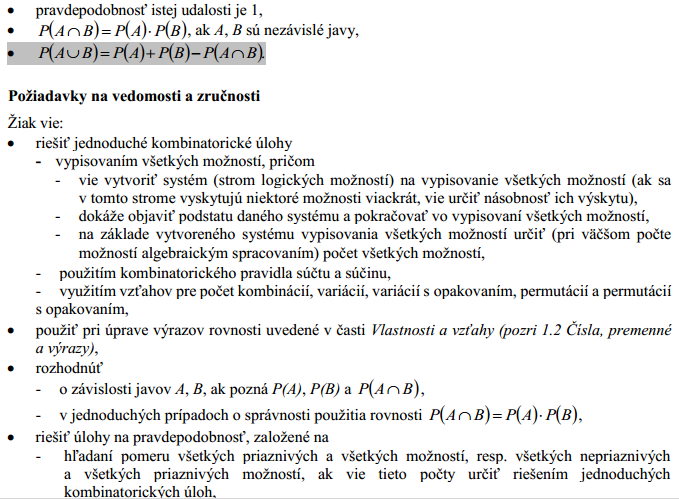 • pravdepodobnosť istej udalosti je 1,
• P(A∩B)=P(A)·P(B), ak A, B sú nezávislé javy,
• P(A∪B)=P(A)+P(B)−P(A∩B).
Požiadavky na vedomosti a zručnosti
Žiak vie:
• riešiť jednoduché kombinatorické úlohy
- vypisovaním všetkých možností, pričom
- vie vytvoriť systém (strom logických možností) na vypisovanie všetkých možností (ak sa
v tomto strome vyskytujú niektoré možnosti viackrát, vie určiť násobnosť ich výskytu),
- dokáže objaviť podstatu daného systému a pokračovať vo vypisovaní všetkých možností,
- na základe vytvoreného systému vypisovania všetkých možností určiť (pri väčšom počte
možností algebraickým spracovaním) počet všetkých možností,
- použitím kombinatorického pravidla súčtu a súčinu,
- využitím vzťahov pre počet kombinácií, variácií, variácií s opakovaním, permutácií a permutácií
s opakovaním,
• použiť pri úprave výrazov rovnosti uvedené v časti Vlastnosti a vzťahy (pozri 1.2 Čísla, premenné
a výrazy),
• rozhodnúť
- o závislosti javov A, B, ak pozná P(A), P(B) a P(A∩B),
- v jednoduchých prípadoch o správnosti použitia rovnosti P(A∩B)=P(A)·P(B),
• riešiť úlohy na pravdepodobnosť, založené na
- hľadaní pomeru všetkých priaznivých a všetkých možností, resp. všetkých nepriaznivých
a všetkých priaznivých možností, ak vie tieto počty určiť riešením jednoduchých
kombinatorických úloh,